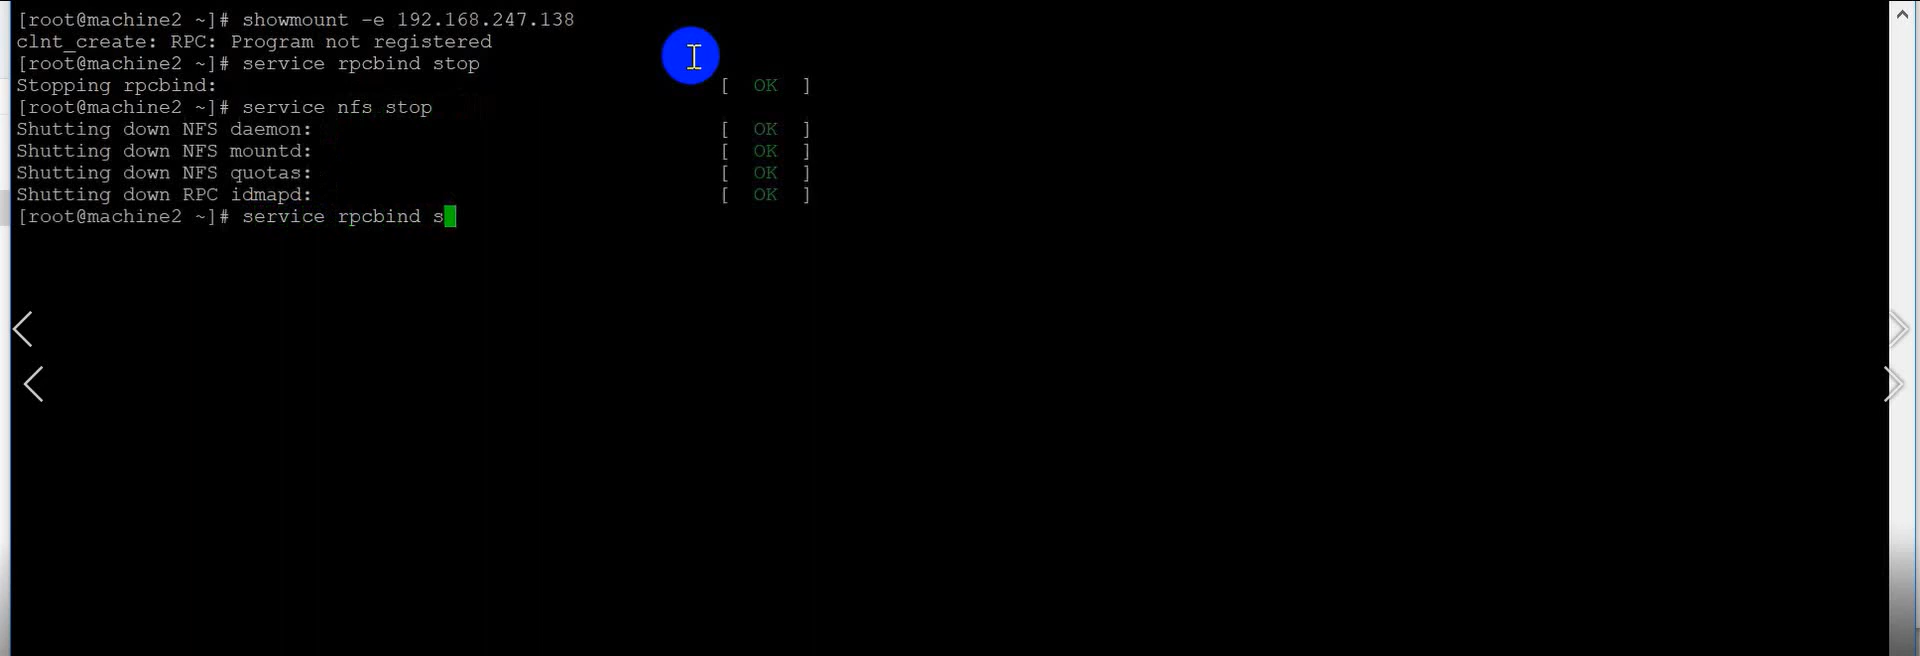 [root@machine2 ~]# showmount -e 192.168.247.138
clnt_create: RPC: Program not registered
[root@machine2 ~]# service rpcbind stop
Stopping rpcbind: [ OK ]
[root@machine2 ~]# service nfs stop
Shutting down NFS daemon: [ OK ]
Shutting down NFS mountd: [ OK ]
Shutting down NFS quotas: [ OK ]
Shutting down RPC idmapd: [ OK ]
[root@machine2 ~]# service rpcbind s